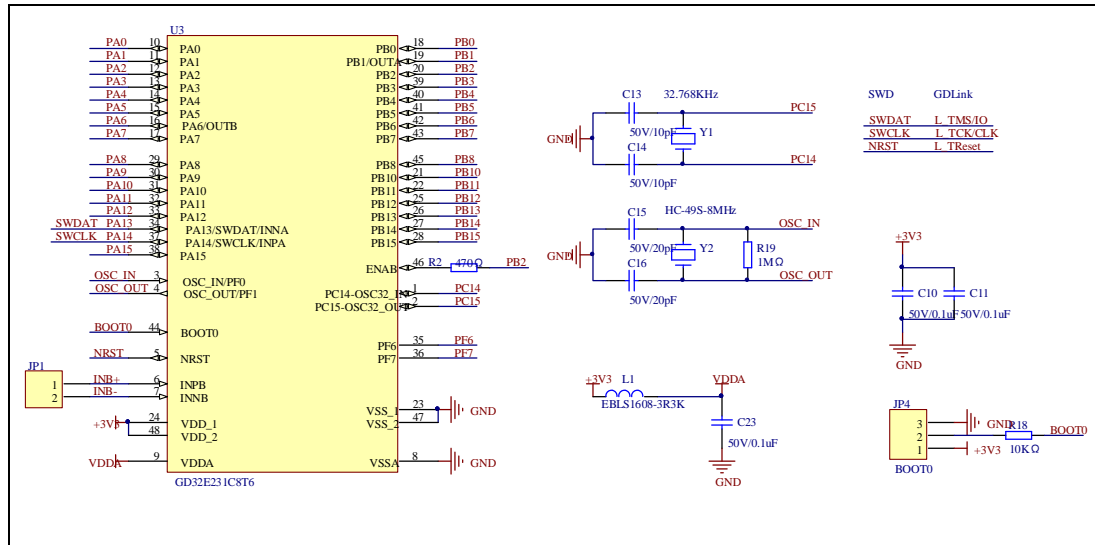 U3
PA0 10 PA0 PB0 18 PB0
PA1 11 PA1 PB1/OUTA 19 PB1
PA2 12 PA2 PB2 20 PB2
PA3 13 PA3 PB3 39 PB3
PA4 14 PA4 PB4 40 PB4
PA5 15 PA5 PB5 41 PB5
PA6 16 PA6/OUTB PB6 42 PB6
PA7 17 PA7 PB7 43 PB7
PA8 29 PA8 PB8 45 PB8
PA9 30 PA9 PB10 21 PB10
PA10 31 PA10 PB11 22 PB11
PA11 32 PA11 PB12 25 PB12
PA12 33 PA12 PB13 26 PB13
SWDAT PA13 34 PA13/SWDAT/INNA PB14 27 PB14
SWCLK PA14 37 PA14/SWCLK/INPA PB15 28 PB15
PA15 38 PA15
ENAB 46 R2 470Ω PB2
OSC_IN 3 OSC_IN/PF0
OSC_OUT 4 OSC_OUT/PF1 PC14-OSC32_IN 1 PC14
PC15-OSC32_OUT 2 PC15
BOOT0 44 BOOT0
PF6 35 PF6
NRST 5 NRST PF7 36 PF7
JP1
1 INB+ 6 INPB
2 INB- 7 INNB
+3V3 24 VDD_1 VSS_1 23 GND
48 VDD_2 VSS_2 47
VDDA 9 VDDA VSSA 8 GND
GD32E231C8T6
C13 32.768KHz PC15
50V/10pF Y1
GND
C14 PC14
50V/10pF
C15 HC-49S-8MHz OSC_IN
50V/20pF Y2 R19
GND 1MΩ
C16 OSC_OUT
50V/20pF
SWD GDLink
SWDAT L_TMS/IO
SWCLK L_TCK/CLK
NRST L_TReset
+3V3
C10 C11
50V/0.1uF 50V/0.1uF
GND
+3V3 L1 VDDA
EBLS1608-3R3K
C23
50V/0.1uF
GND
JP4
3 GND R18
2 BOOT0
1 +3V3 10KΩ
BOOT0